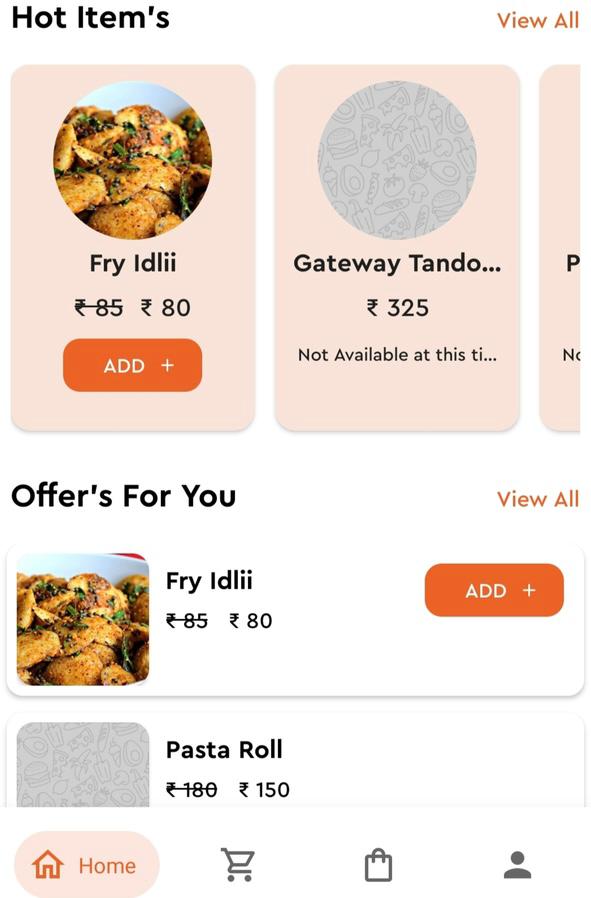 Hot Item's
View All
Fry Idlii
₹ 85 ₹ 80
ADD +
Gateway Tando...
₹ 325
Not Available at this ti...
P
No
Offer's For You
View All
Fry Idlii
₹ 85 ₹ 80
ADD +
Pasta Roll
₹ 180 ₹ 150
Home